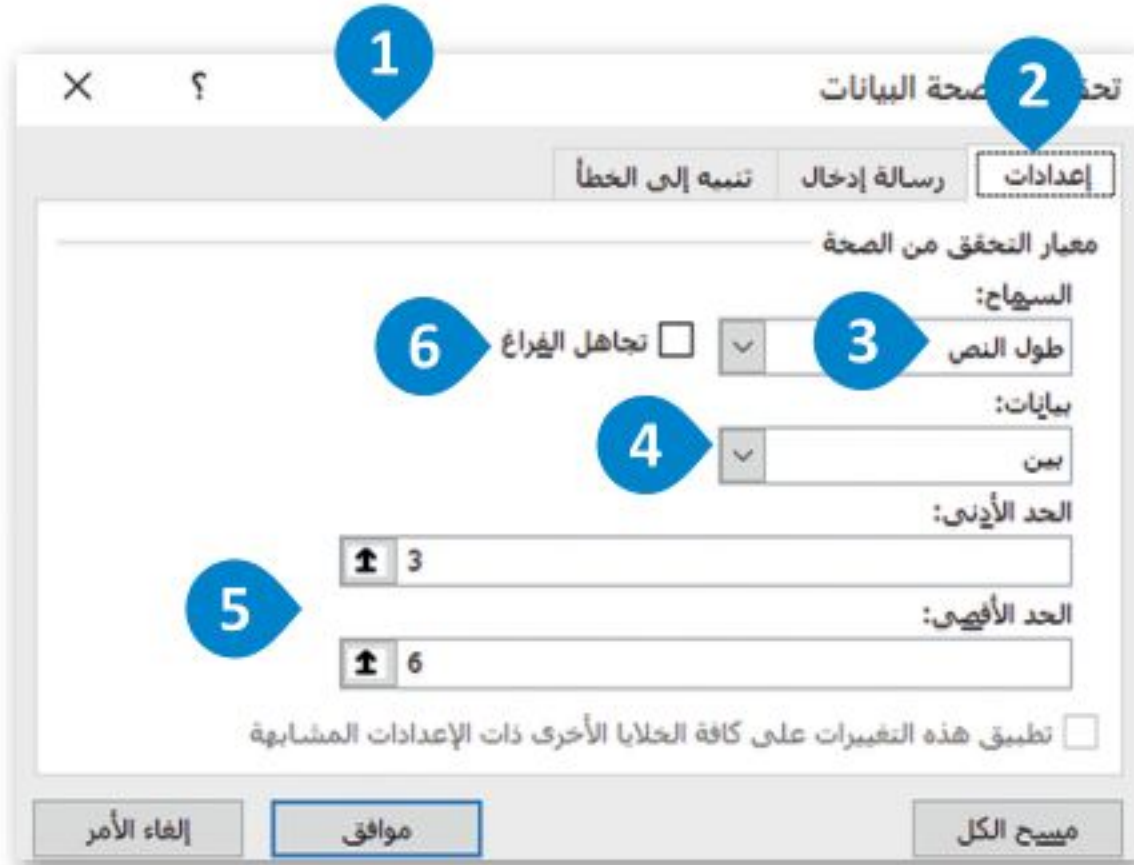 1
تحقق صحة البيانات ؟ ×
2
إعدادات رسالة إدخال تنبيه إلى الخطأ
معيار التحقق من الصحة
السماح:
طول النص 3 تجاهل الفراغ 6
بيانات:
بين 4
الحد الأدنى:
3
5
الحد الأقصى:
6
تطبيق هذه التغييرات على كافة الخلايا الأخرى ذات الإعدادات المشابهة
مسح الكل موافق إلغاء الأمر